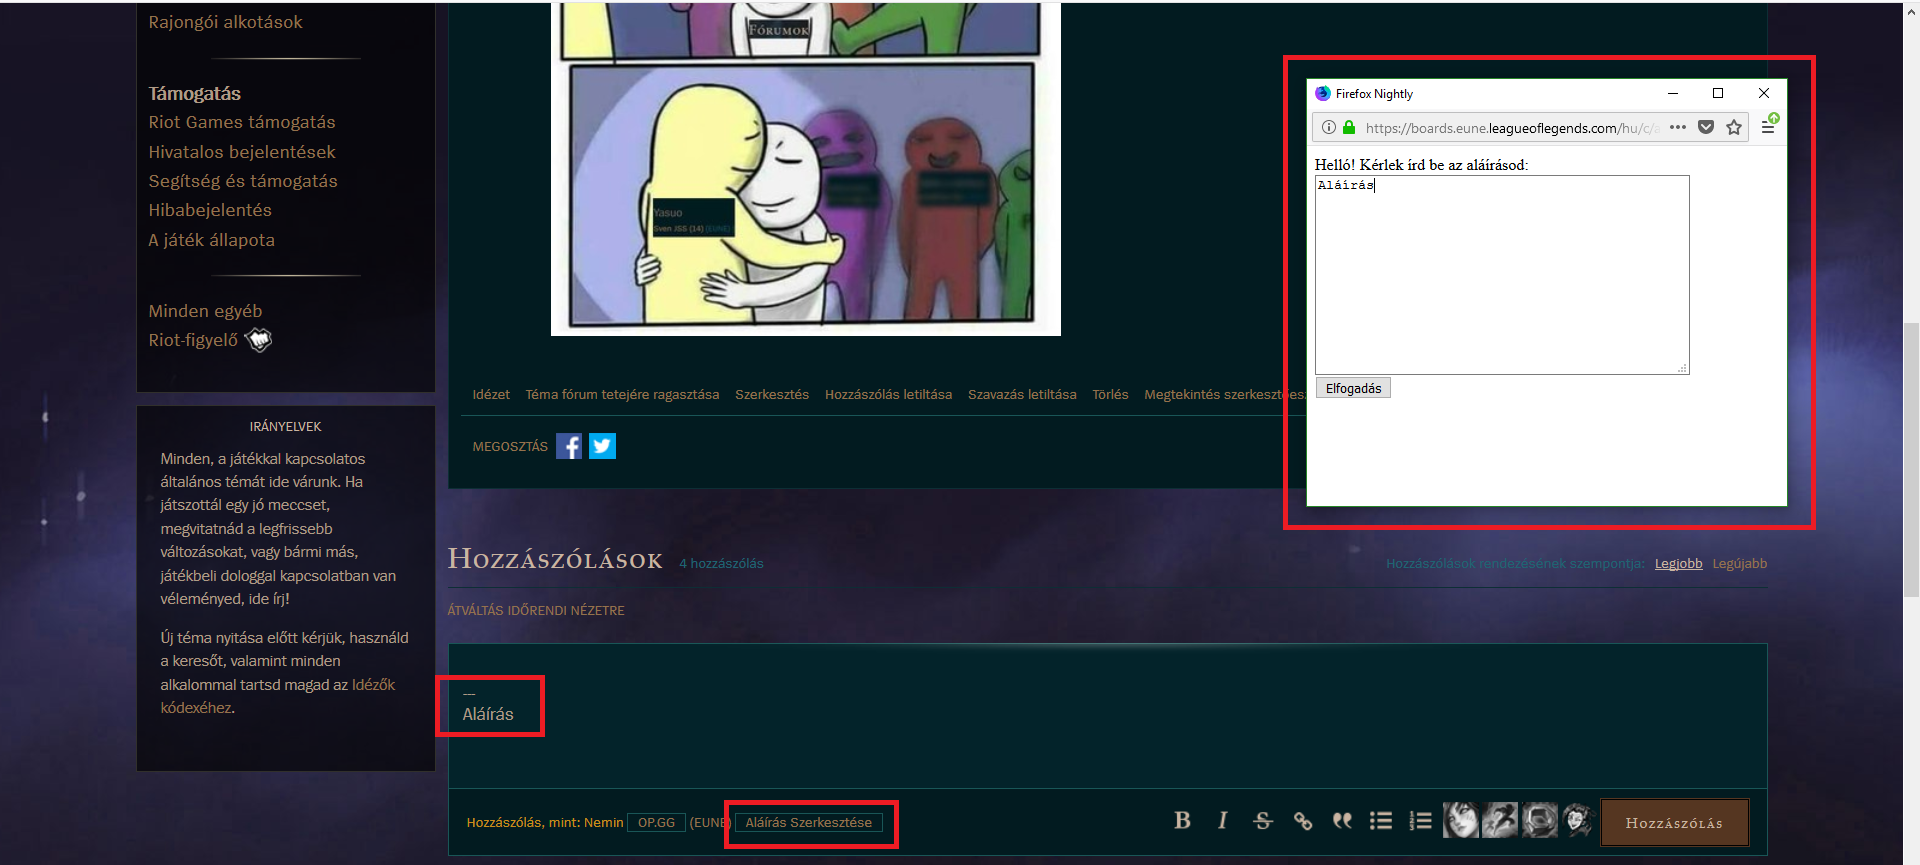 Rajongói alkotások
Támogatás
Riot Games támogatás
Hivatalos bejelentések
Segítség és támogatás
Hibabejelentés
A játék állapota
Minden egyéb
Riot-figyelő
IRÁNYELVEK
Minden, a játékkal kapcsolatos
általános témát ide várunk. Ha
játszottál egy jó meccset,
megvitatnád a legfrissebb
változásokat, vagy bármi más,
játékbeli dologgal kapcsolatban van
véleményed, ide írj!
Új téma nyitása előtt kérjük, használd
a keresőt, valamint minden
alkalommal tartsd magad az Idézők
kódexéhez.
Fórumok
Yasuo
Sven JSS (14) (EUNE)
Idézet Téma fórum tetejére ragasztása Szerkesztés Hozzászólás letiltása Szavazás letiltása Törlés Megtekintés
MEGOSZTÁS
Firefox Nightly
https://boards.eune.leagueoflegends.com/hu/c/
Helló! Kérlek írd be az aláírásod:
Aláírás
Elfogadás
Hozzászólások 4 hozzászólás
Hozzászólások rendezésének szempontja: Legjobb Legújabb
ÁTVÁLTÁS IDŐRENDI NÉZETRE
---
Aláírás
Hozzászólás, mint: Nemin OP.GG (EUNE) Aláírás Szerkesztése
B I S
Hozzászólás